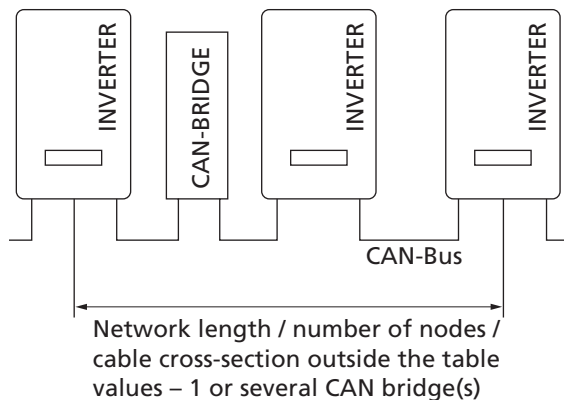 INVERTER
CAN-BRIDGE
INVERTER
INVERTER
CAN-Bus
Network length / number of nodes /
cable cross-section outside the table
values – 1 or several CAN bridge(s)